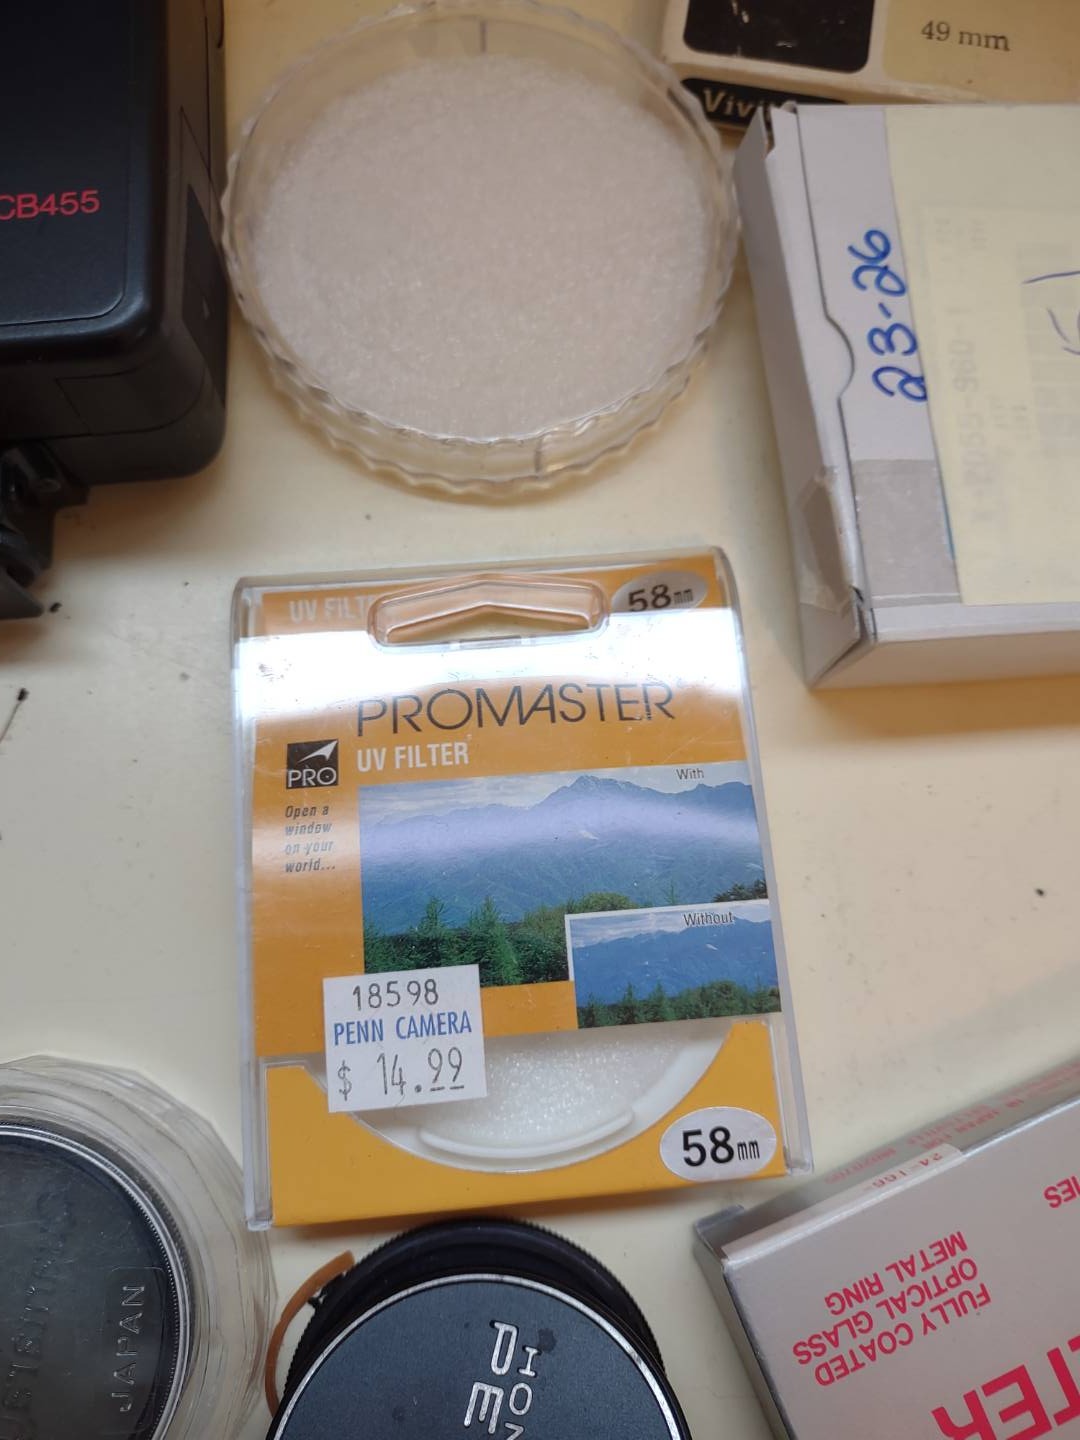 49 mm
CB455
23-26
UV FILT
58mm
PROMASTER
PRO
UV FILTER
With
Open a
window
on your
world...
Without
18598
PENN CAMERA
$ 14.99
58mm
JAPAN
FULLY COATED
OPTICAL GLASS
METAL RING